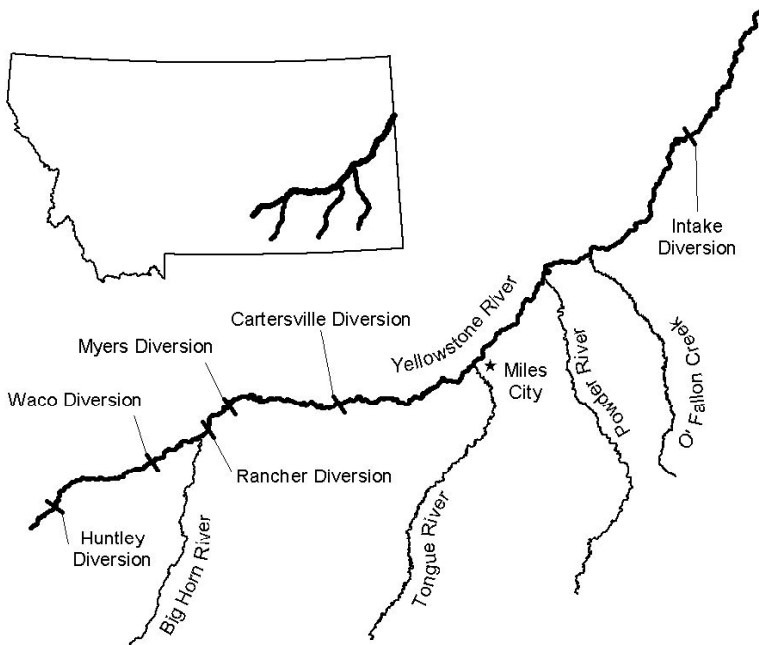 Intake
Diversion
Yellowstone River
Cartersville Diversion
Myers Diversion
Miles
City
Powder River
O' Fallon Creek
Waco Diversion
Rancher Diversion
Huntley
Diversion
Big Horn River
Tongue River